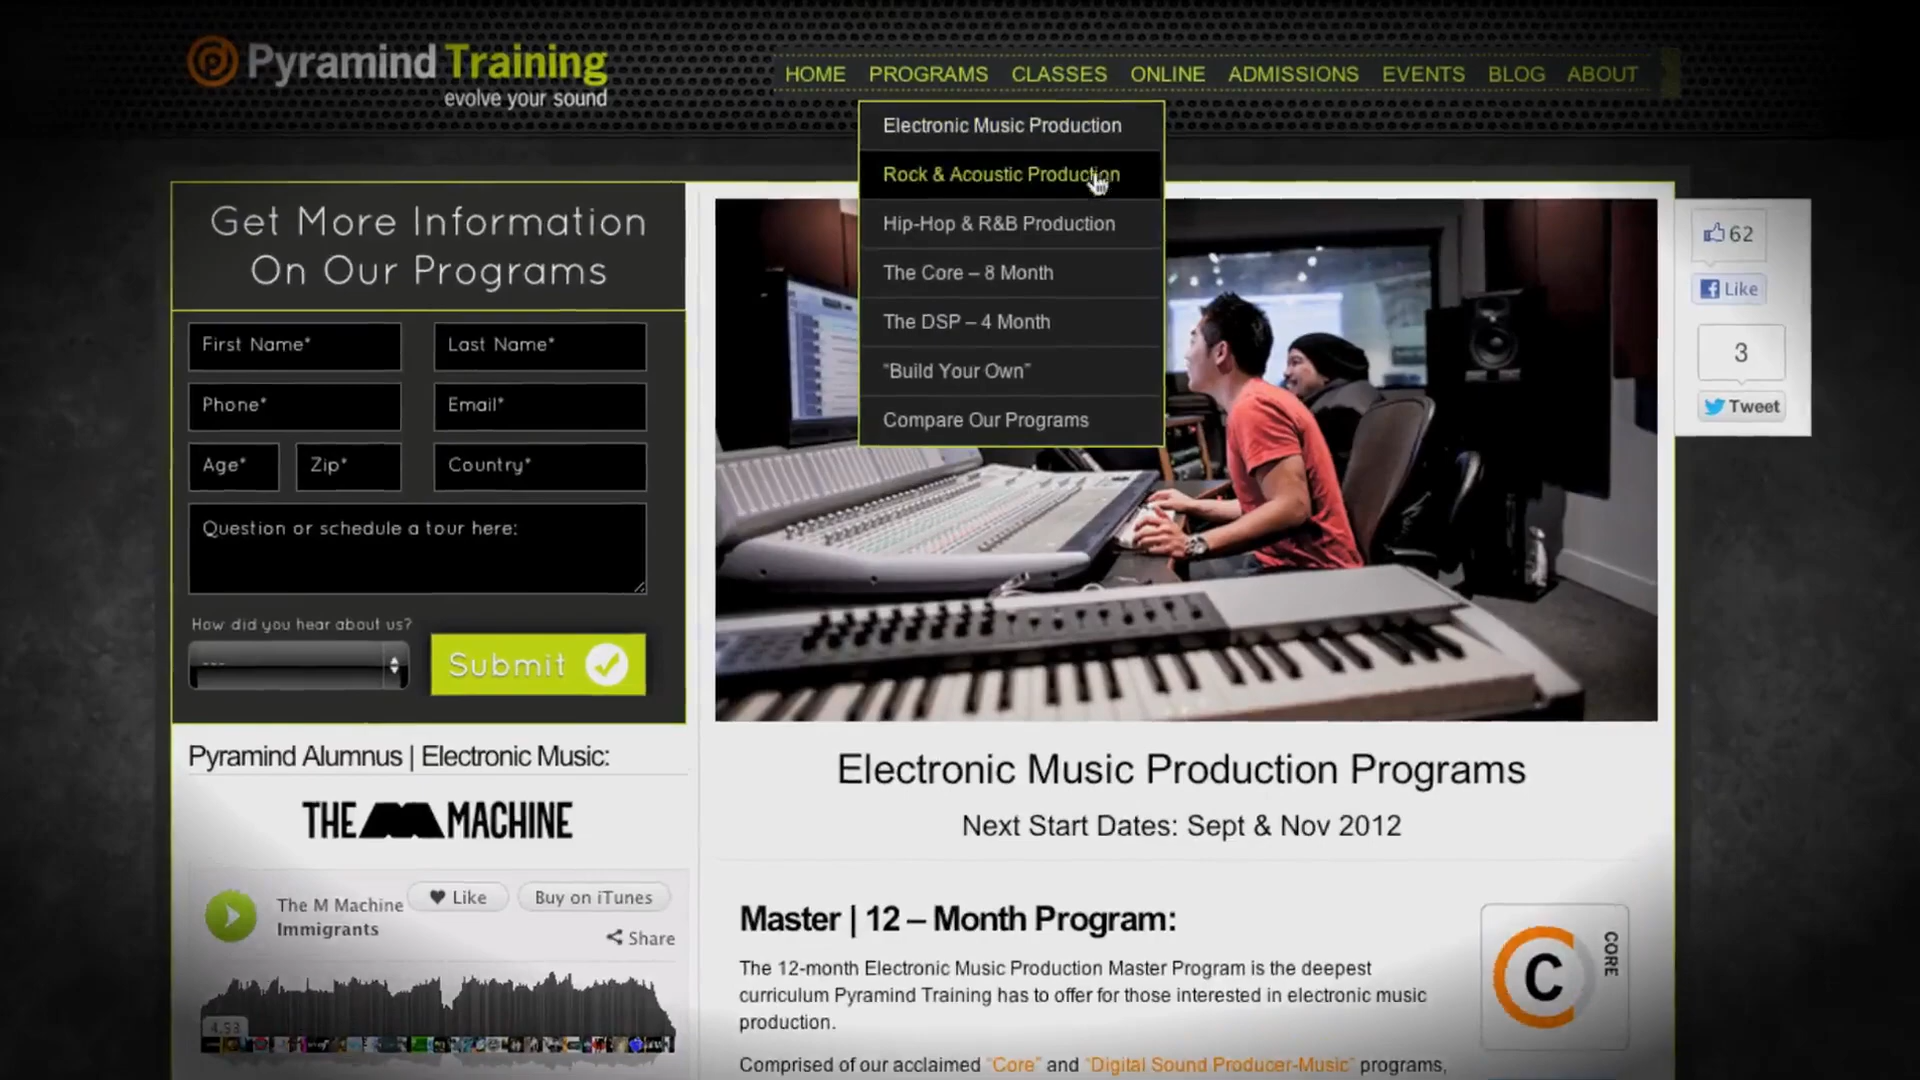 Pyramind Training
evolve your sound
HOME PROGRAMS CLASSES ONLINE ADMISSIONS EVENTS BLOG ABOUT
Electronic Music Production
Rock & Acoustic Production
Hip-Hop & R&B Production
The Core – 8 Month
The DSP – 4 Month
“Build Your Own”
Compare Our Programs
Get More Information
On Our Programs
First Name* Last Name*
Phone* Email*
Age* Zip* Country*
Question or schedule a tour here:
How did you hear about us?
---
Submit
62
Like
3
Tweet
Pyramind Alumnus | Electronic Music:
THE M MACHINE
The M Machine
Immigrants
Like
Buy on iTunes
Share
4.53
Electronic Music Production Programs
Next Start Dates: Sept & Nov 2012
Master | 12 – Month Program:
The 12-month Electronic Music Production Master Program is the deepest
curriculum Pyramind Training has to offer for those interested in electronic music
production.
Comprised of our acclaimed “Core” and “Digital Sound Producer-Music” programs,
C
CORE